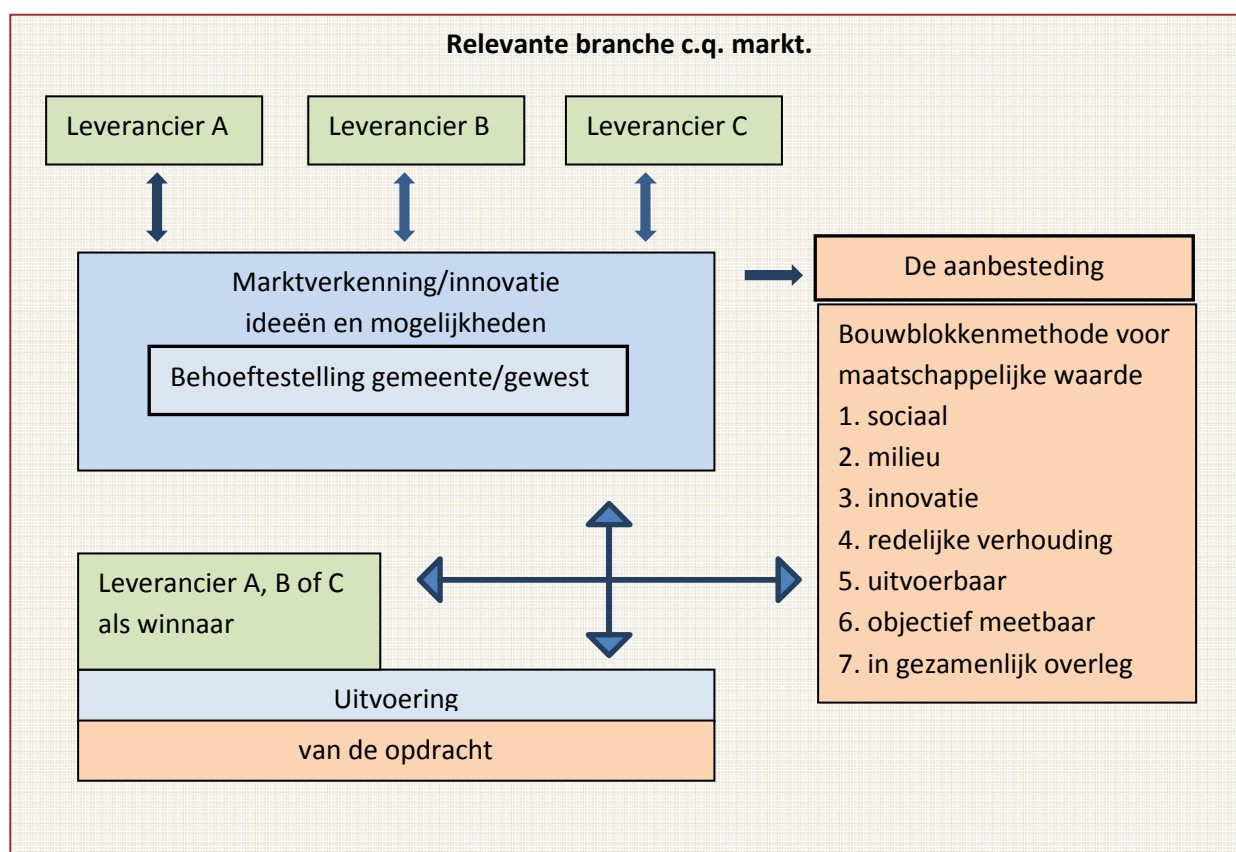 Relevante branche c.q. markt.
Leverancier A
Leverancier B
Leverancier C
Marktverkenning/innovatie
ideeën en mogelijkheden
Behoeftestelling gemeente/gewest
De aanbesteding
Bouwblokkenmethode voor
maatschappelijke waarde
1. sociaal
2. milieu
3. innovatie
4. redelijke verhouding
5. uitvoerbaar
6. objectief meetbaar
7. in gezamenlijk overleg
Leverancier A, B of C
als winnaar
Uitvoering
van de opdracht